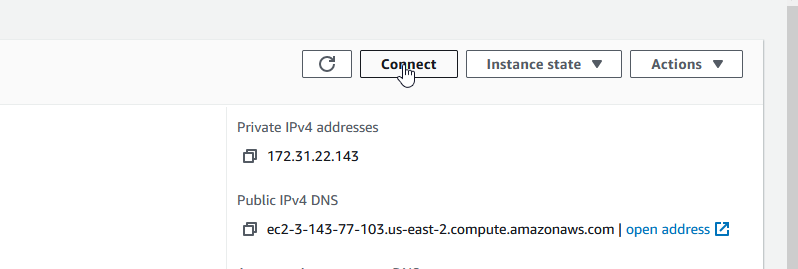 Connect Instance state Actions
Private IPv4 addresses
172.31.22.143
Public IPv4 DNS
ec2-3-143-77-103.us-east-2.compute.amazonaws.com | open address